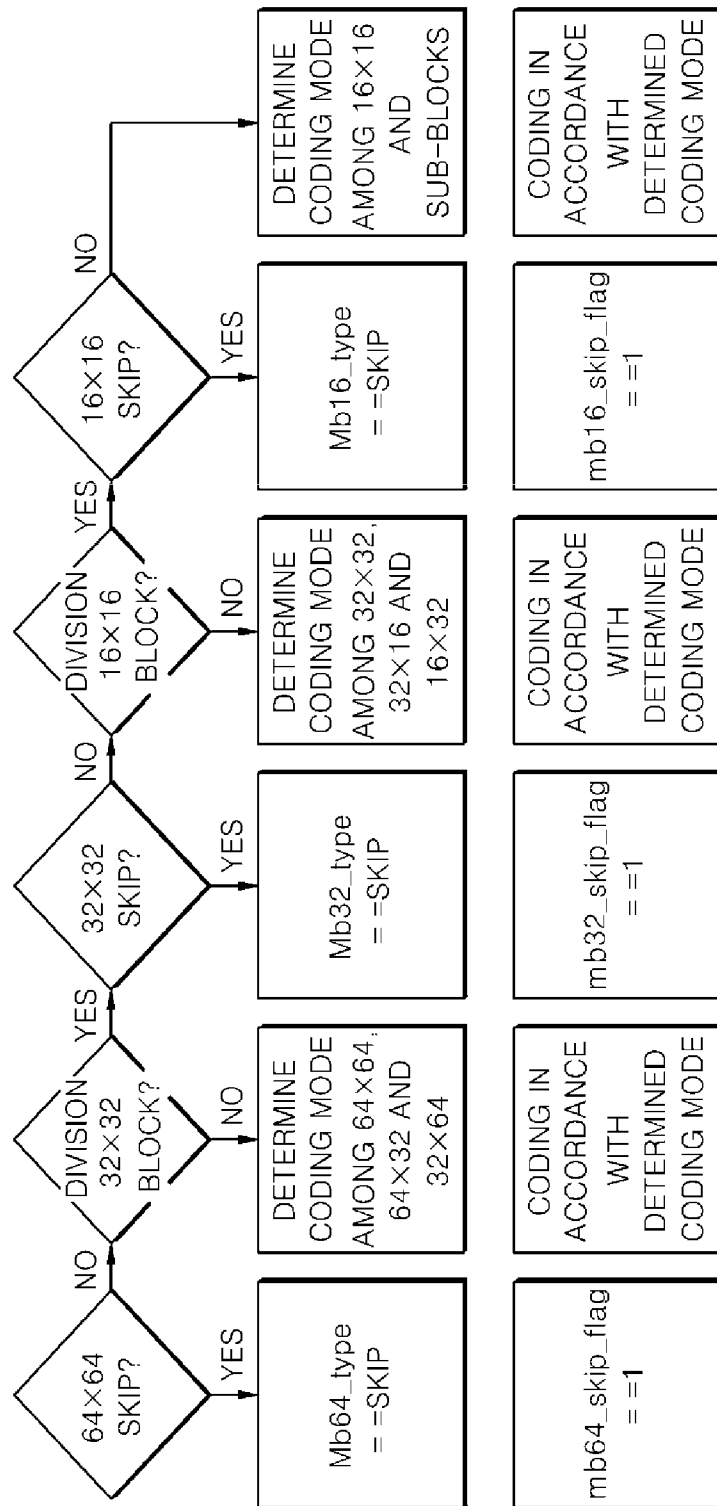 64×64
SKIP?
NO
YES
DIVISION
32×32
BLOCK?
YES
NO
32×32
SKIP?
NO
YES
DIVISION
16×16
BLOCK?
YES
NO
16×16
SKIP?
NO
YES
Mb64_type
= =SKIP
DETERMINE
CODING MODE
AMONG 64×64,
64×32 AND
32×64
Mb32_type
= =SKIP
DETERMINE
CODING MODE
AMONG 32×32,
32×16 AND
16×32
Mb16_type
= =SKIP
DETERMINE
CODING MODE
AMONG 16×16
AND
SUB-BLOCKS
mb64_skip_flag
= =1
CODING IN
ACCORDANCE
WITH
DETERMINED
CODING MODE
mb32_skip_flag
= =1
CODING IN
ACCORDANCE
WITH
DETERMINED
CODING MODE
mb16_skip_flag
= =1
CODING IN
ACCORDANCE
WITH
DETERMINED
CODING MODE